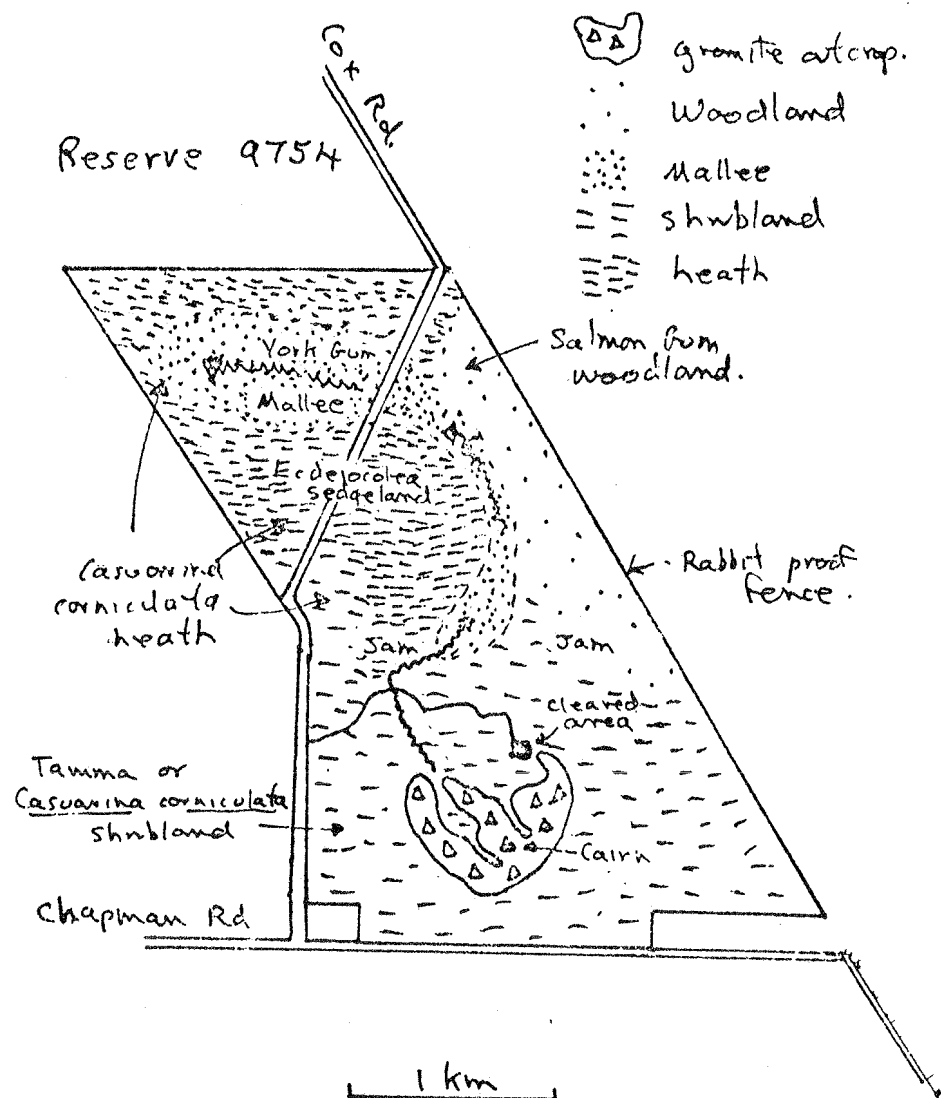 Cox Rd.
Reserve 9754
granite outcrop.
Woodland
Mallee
shrubland
heath
York Gum
Mallee
Salmon Gum
woodland.
Ecdeiocolea
sedgeland
Casuarina
corniculata
heath
Rabbit proof
fence.
Jam
Jam
cleared
area
Tamma or
Casuarina corniculata
shrubland
Cairn
Chapman Rd
1 km